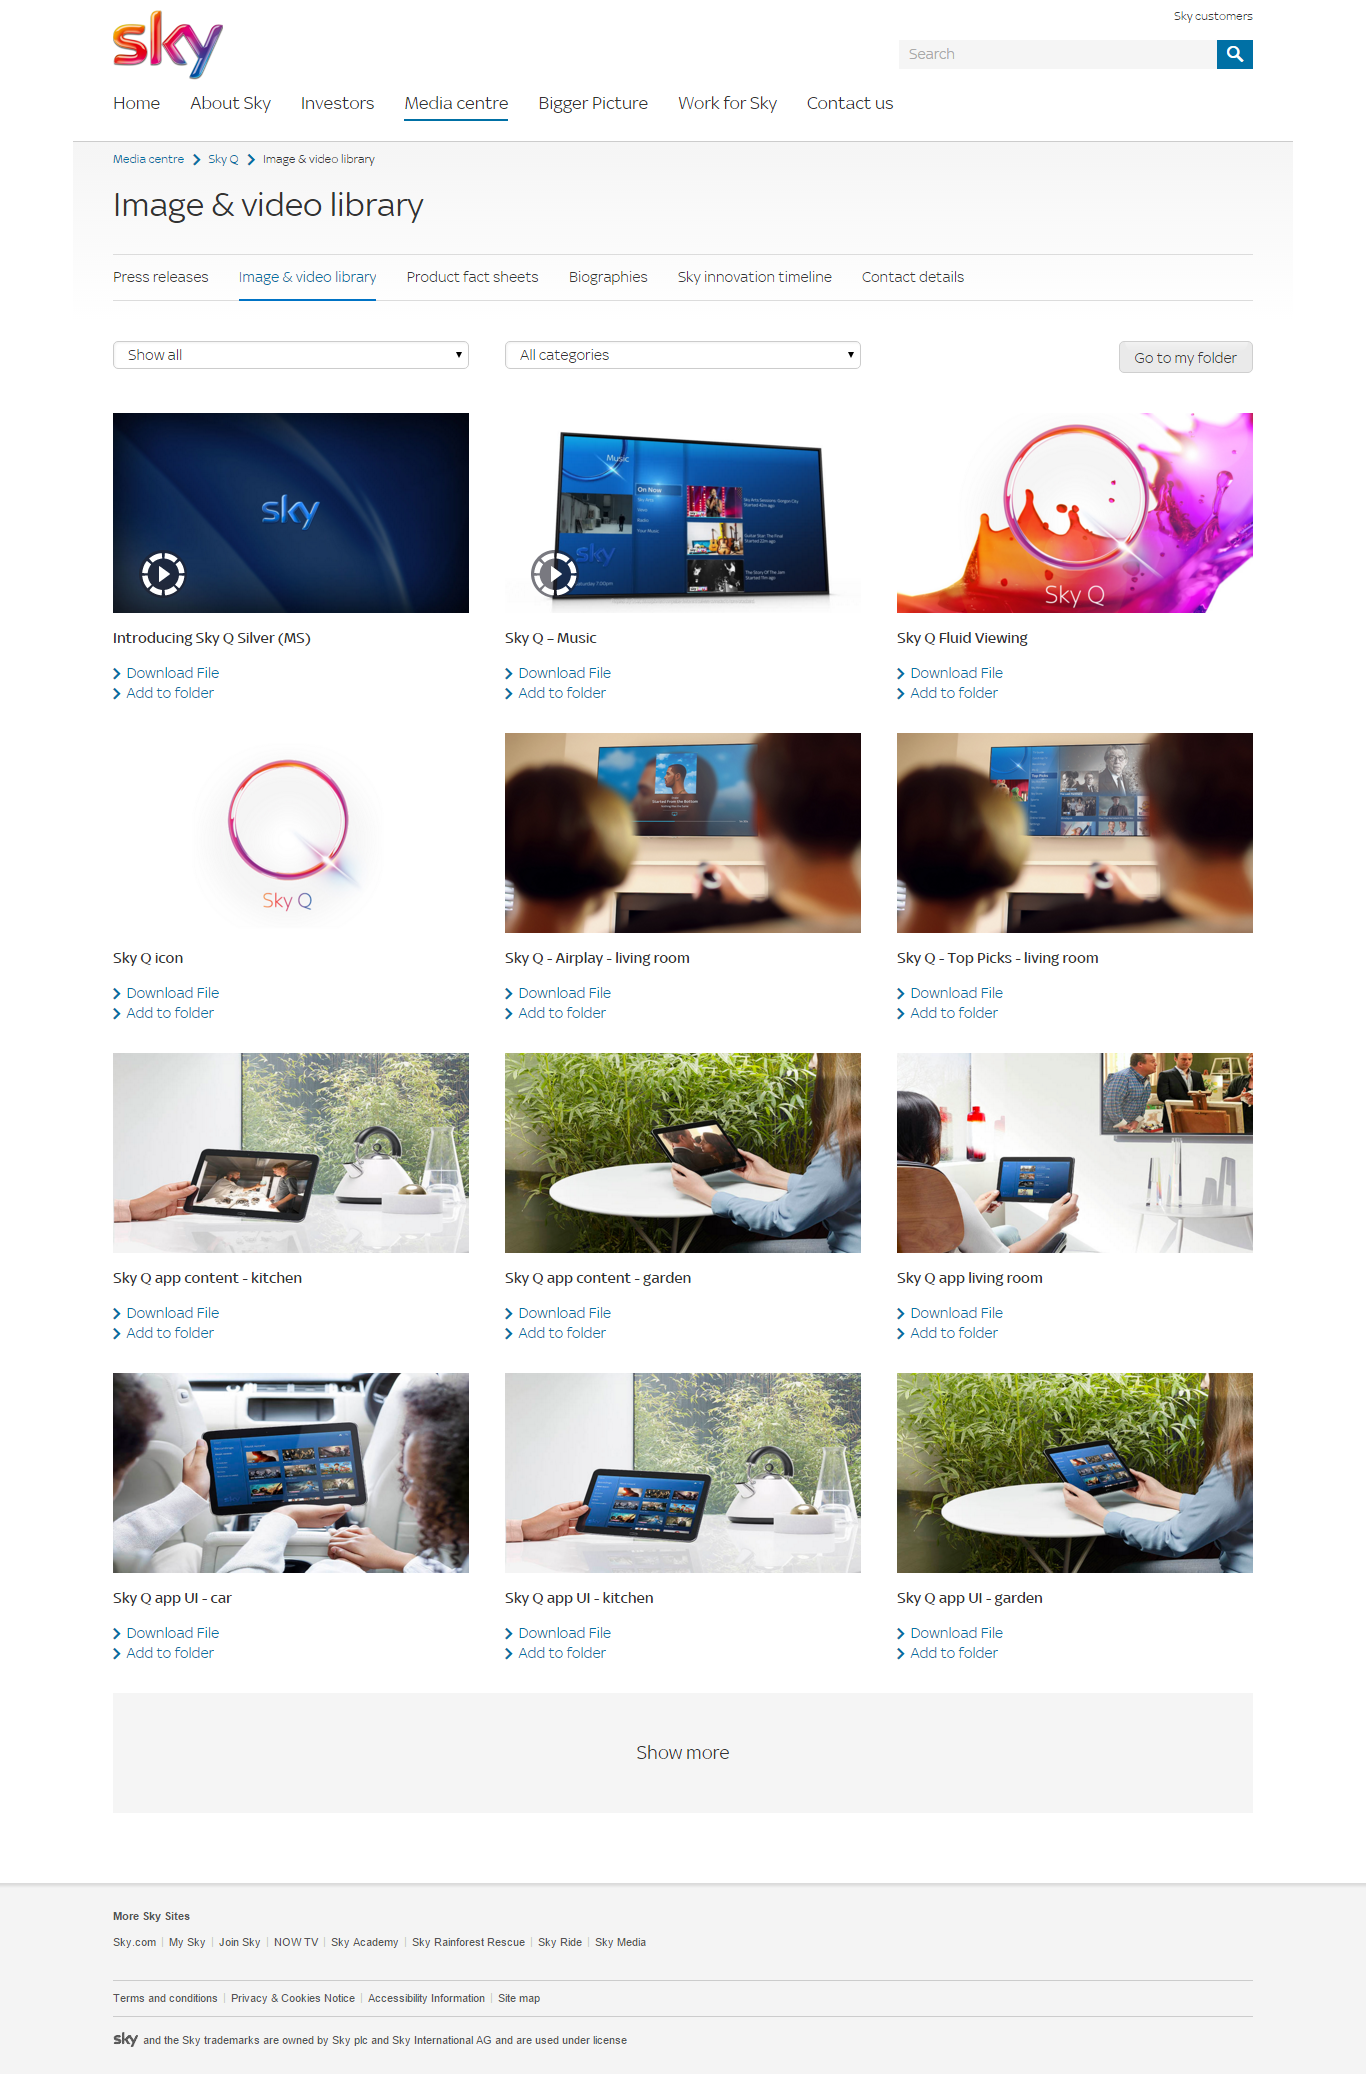 sky
Sky customers
Search
Home About Sky Investors Media centre Bigger Picture Work for Sky Contact us
Media centre Sky Q Image & video library
Image & video library
Press releases Image & video library Product fact sheets Biographies Sky innovation timeline Contact details
Show all All categories Go to my folder
sky
Music
On Now
Sky Q
Introducing Sky Q Silver (MS) Sky Q – Music Sky Q Fluid Viewing
Download File Download File Download File
Add to folder Add to folder Add to folder
Sky Q
Sky Q icon Sky Q - Airplay - living room Sky Q - Top Picks - living room
Download File Download File Download File
Add to folder Add to folder Add to folder
Sky Q app content - kitchen Sky Q app content - garden Sky Q app living room
Download File Download File Download File
Add to folder Add to folder Add to folder
Sky Q app UI - car Sky Q app UI - kitchen Sky Q app UI - garden
Download File Download File Download File
Add to folder Add to folder Add to folder
Show more
More Sky Sites
Sky.com My Sky Join Sky NOW TV Sky Academy Sky Rainforest Rescue Sky Ride Sky Media
Terms and conditions Privacy & Cookies Notice Accessibility Information Site map
sky and the Sky trademarks are owned by Sky plc and Sky International AG and are used under license